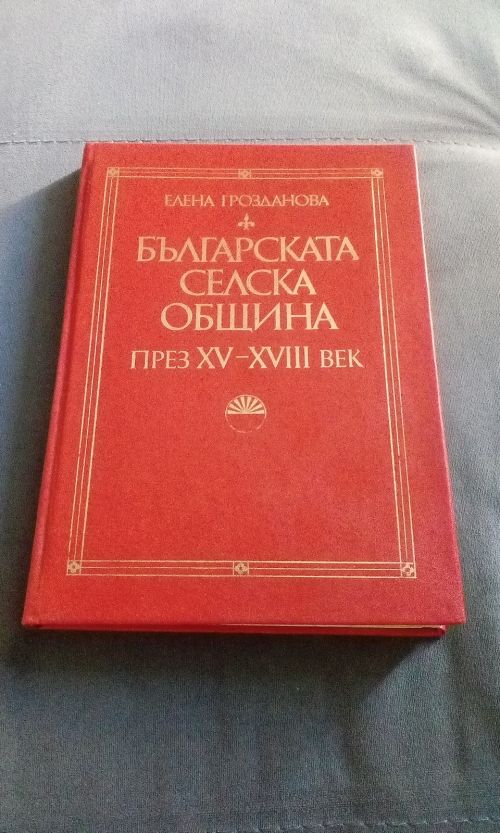 ЕЛЕНА ГРОЗДАНОВА
БЪЛГАРСКАТА
СЕЛСКА
ОБЩИНА
ПРЕЗ XV–XVIII ВЕК